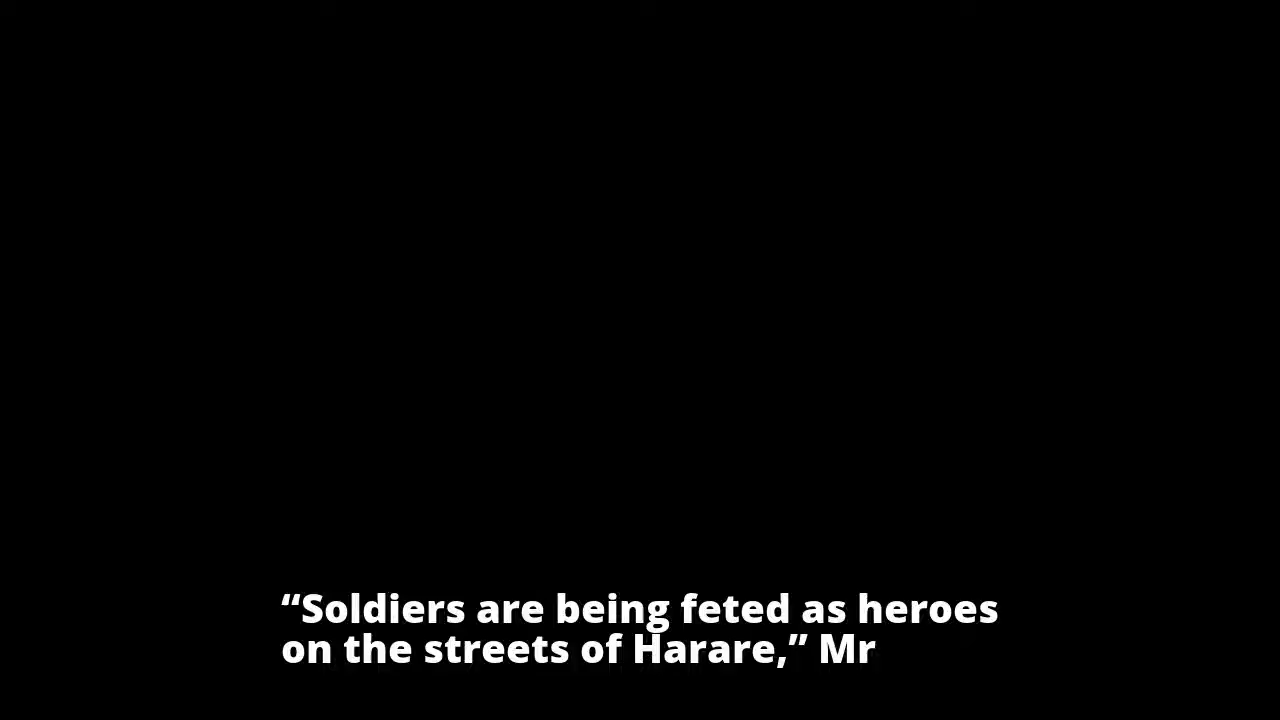 “Soldiers are being feted as heroes
on the streets of Harare,” Mr